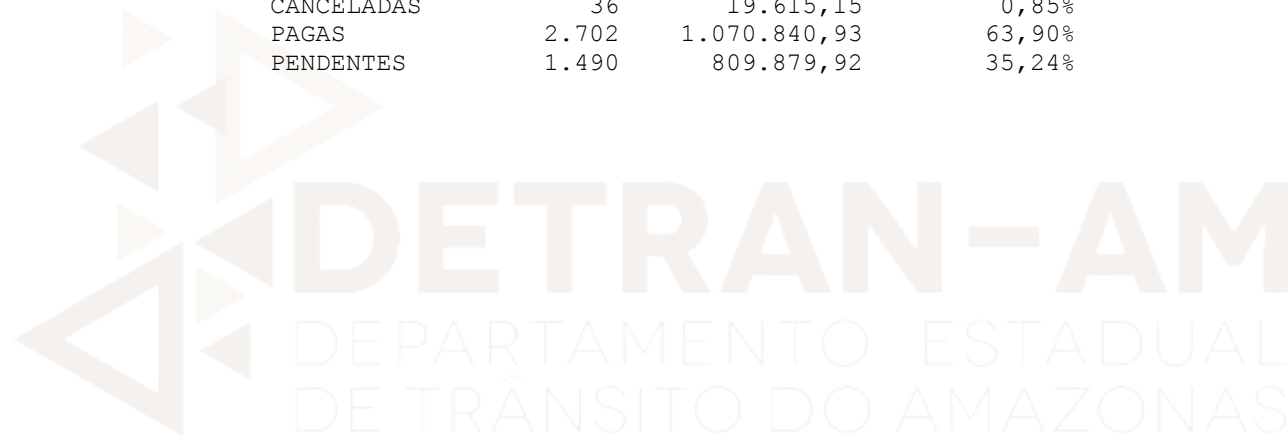 CANCELADAS 36 19.615,15 0,85%
PAGAS 2.702 1.070.840,93 63,90%
PENDENTES 1.490 809.879,92 35,24%
DETRAN-AM
DEPARTAMENTO ESTADUAL
DE TRÂNSITO DO AMAZONAS